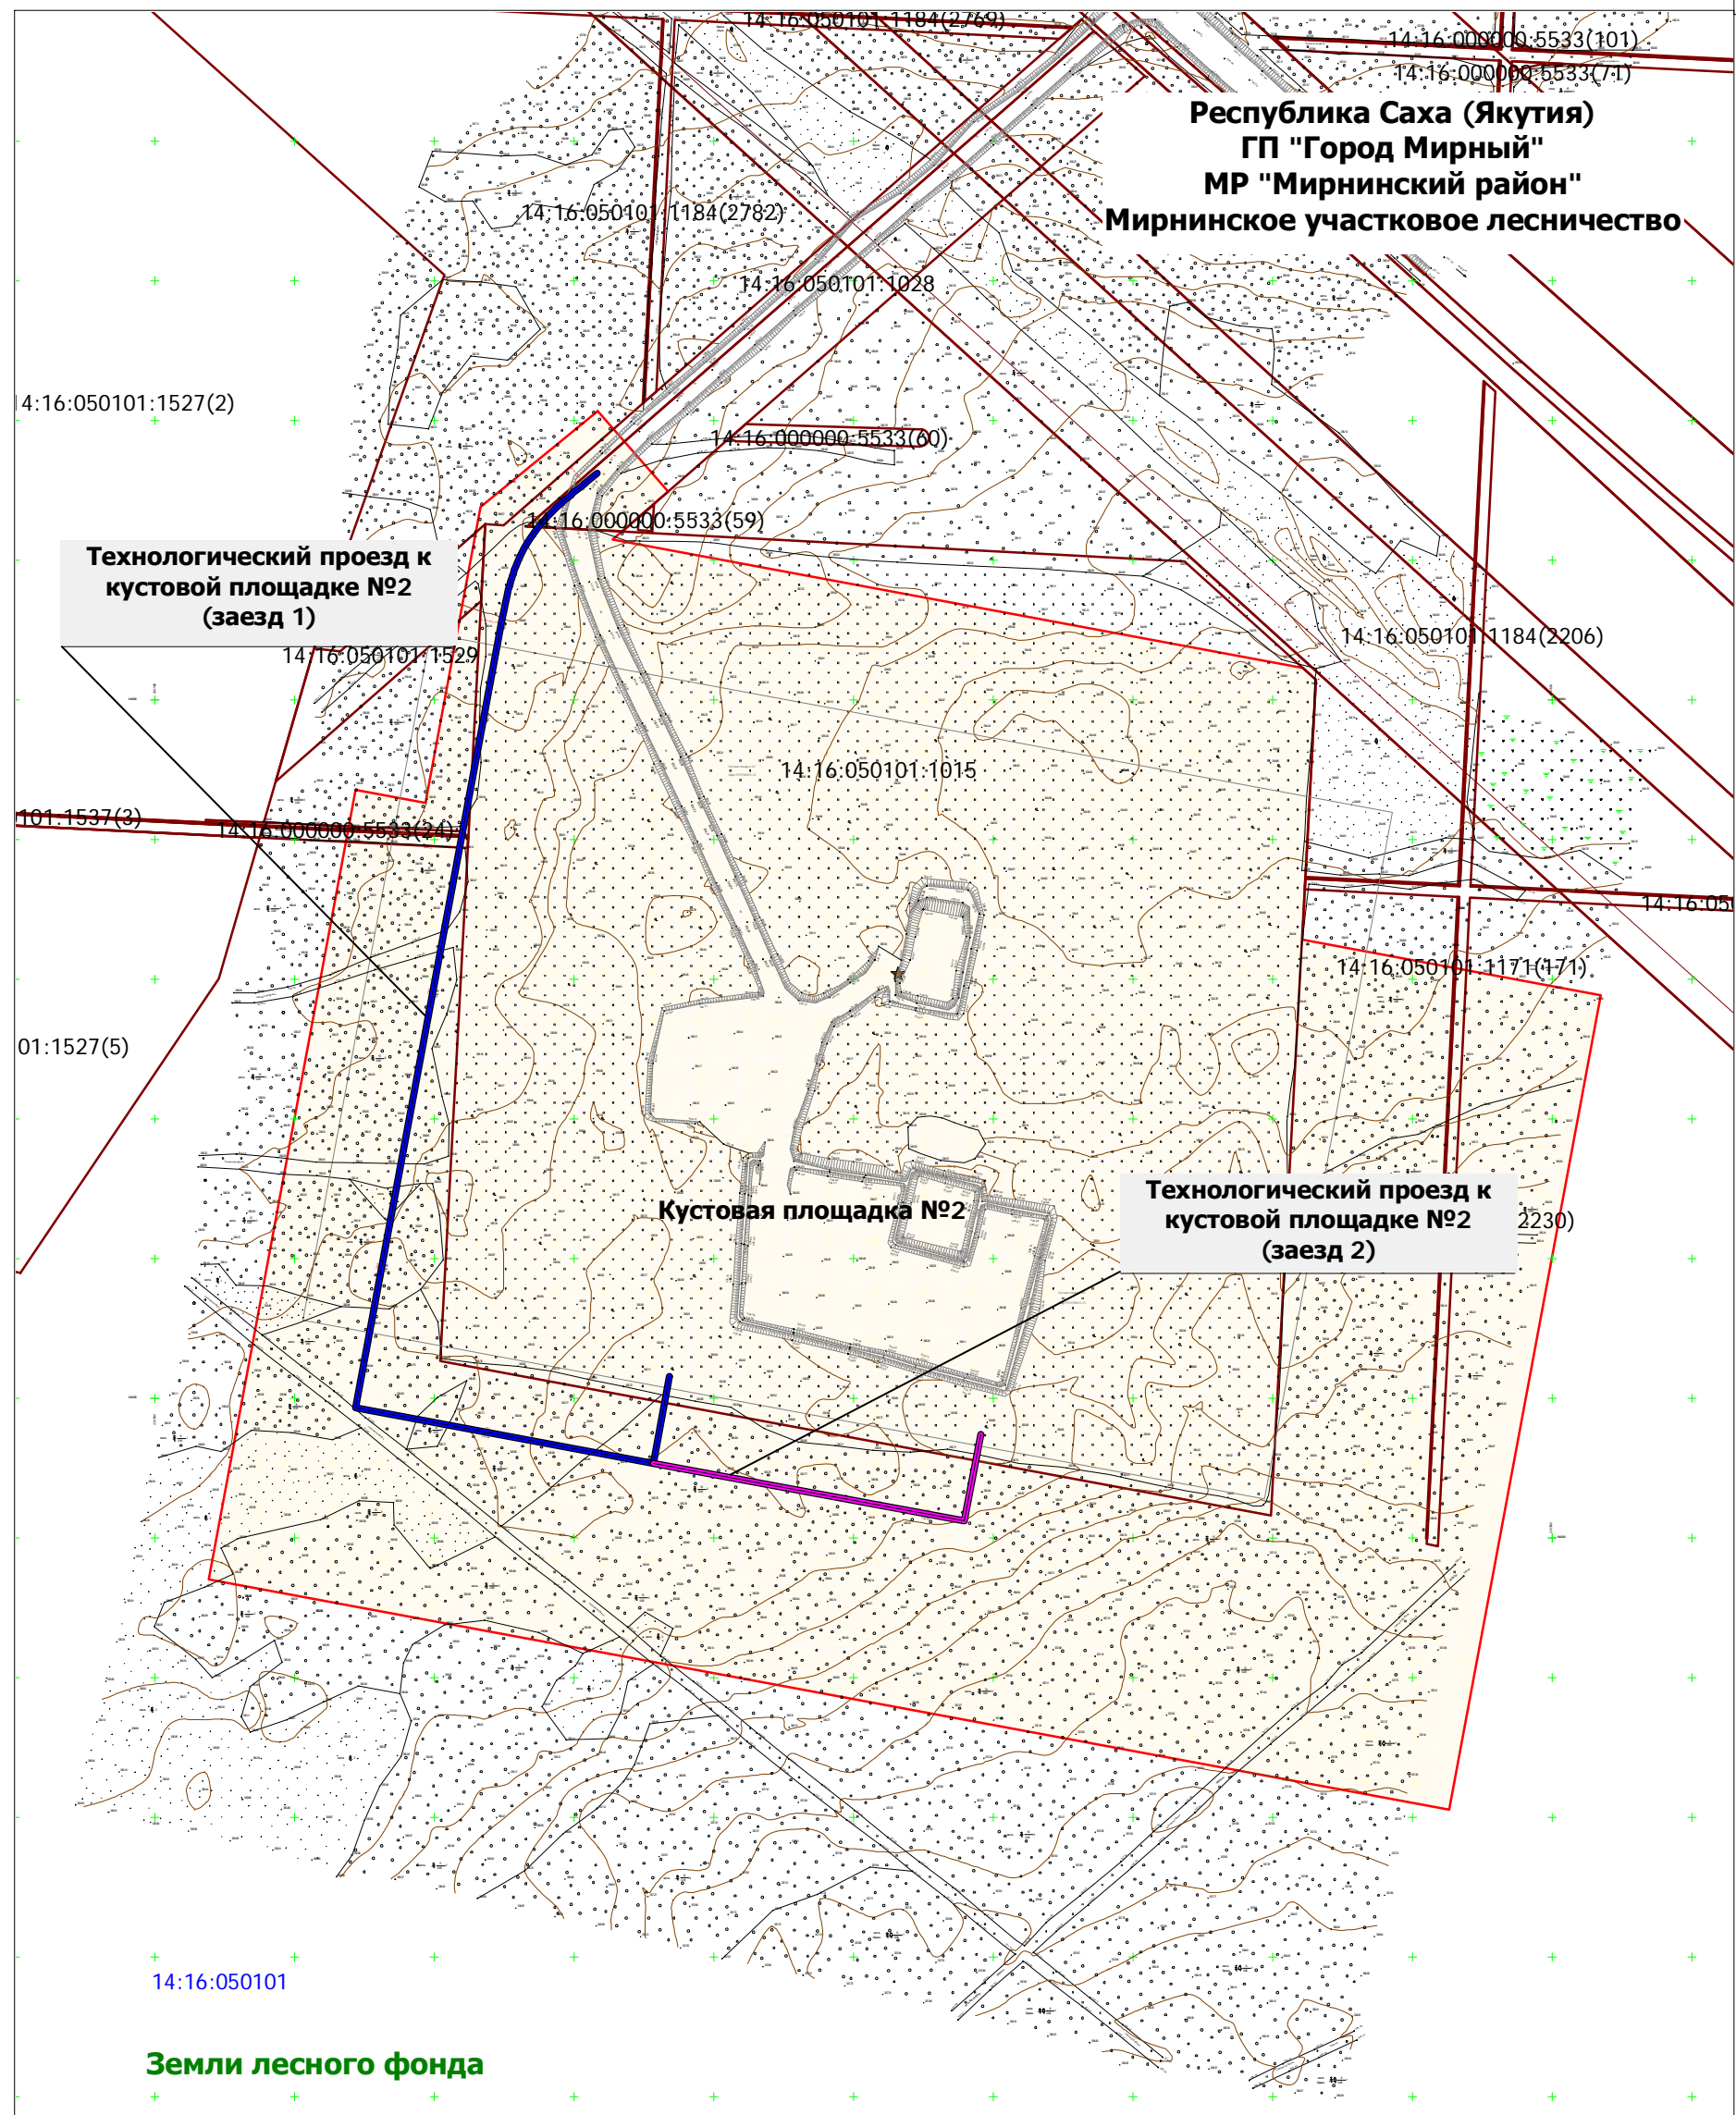 14:16:050101:1184(2769)
14:16:000000:5533(101)
14:16:000000:5533(71)
Республика Саха (Якутия)
ГП "Город Мирный"
МР "Мирнинский район"
Мирнинское участковое лесничество
14:16:050101:1184(2782)
14:16:050101:1028
4:16:050101:1527(2)
14:16:000000:5533(60)
14:16:000000:5533(59)
Технологический проезд к
кустовой площадке №2
(заезд 1)
14:16:050101:1184(2206)
14:16:050101:1529
14:16:050101:1015
101:1537(3)
14:16:000000:5533(24)
14:16:05
14:16:050101:1171(171)
01:1527(5)
Технологический проезд к
кустовой площадке №2
(заезд 2)
2230)
Кустовая площадка №2
14:16:050101
Земли лесного фонда